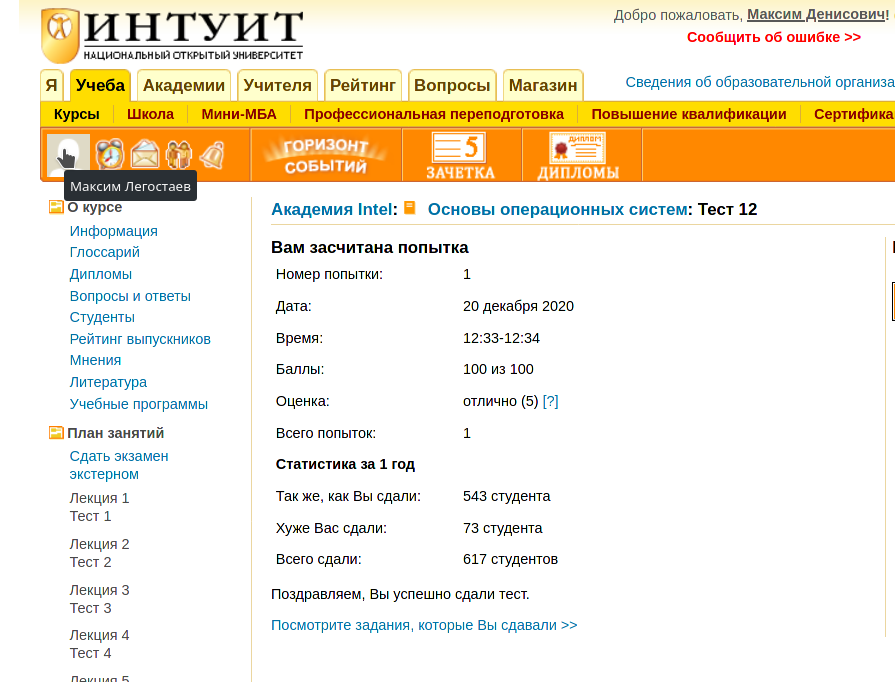 ИНТУИТ
НАЦИОНАЛЬНЫЙ ОТКРЫТЫЙ УНИВЕРСИТЕТ
Добро пожаловать, Максим Денисович!
Сообщить об ошибке >>
Я Учеба Академии Учителя Рейтинг Вопросы Магазин
Сведения об образовательной организа
Курсы Школа Мини-МБА Профессиональная переподготовка Повышение квалификации Сертифика
ГОРИЗОНТ
СОБЫТИЙ
5
ЗАЧЕТКА
ДИПЛОМ
ДИПЛОМЫ
Максим Легостаев
О курсе
Информация
Глоссарий
Дипломы
Вопросы и ответы
Студенты
Рейтинг выпускников
Мнения
Литература
Учебные программы
План занятий
Сдать экзамен
экстерном
Лекция 1
Тест 1
Лекция 2
Тест 2
Лекция 3
Тест 3
Лекция 4
Тест 4
Лекция 5
Академия Intel: Основы операционных систем: Тест 12
Вам засчитана попытка
Номер попытки: 1
Дата: 20 декабря 2020
Время: 12:33-12:34
Баллы: 100 из 100
Оценка: отлично (5) [?]
Всего попыток: 1
Статистика за 1 год
Так же, как Вы сдали: 543 студента
Хуже Вас сдали: 73 студента
Всего сдали: 617 студентов
Поздравляем, Вы успешно сдали тест.
Посмотрите задания, которые Вы сдавали >>